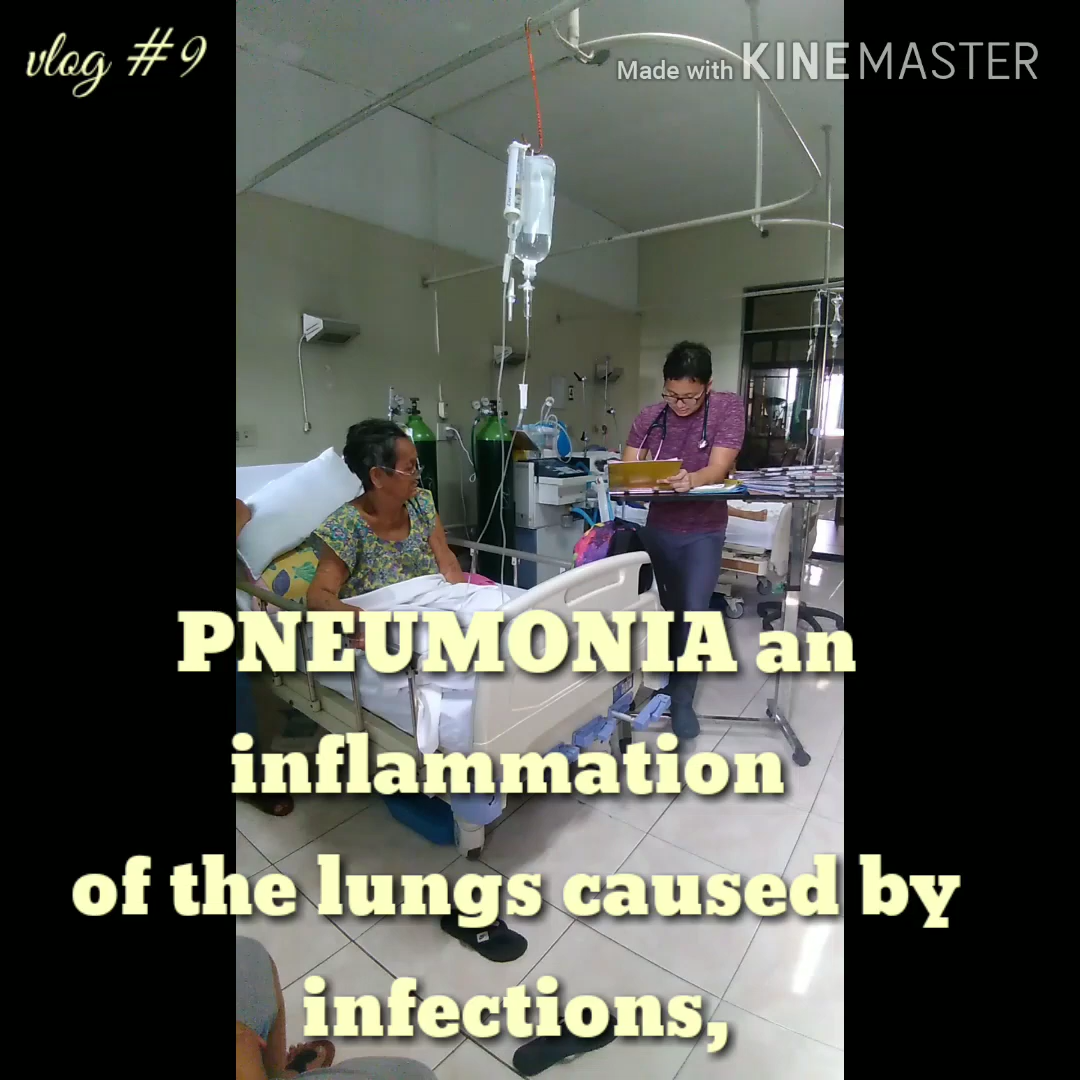 vlog #9
Made with KINEMASTER
PNEUMONIA an
inflammation
of the lungs caused by
infections,